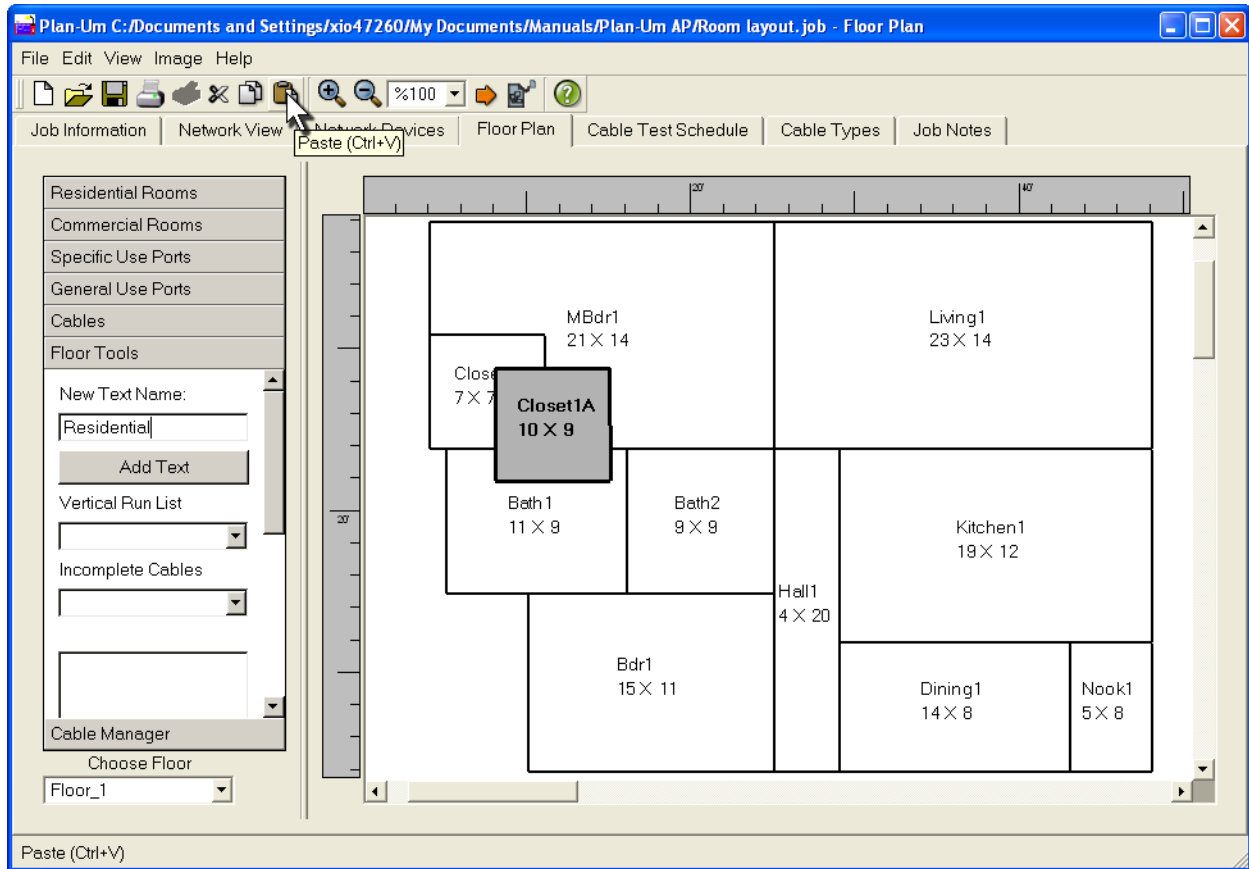 Plan-Um C:/Documents and Settings/xio47260/My Documents/Manuals/Plan-Um AP/Room layout.job - Floor Plan
File Edit View Image Help
%100
Job Information Network View Network Devices Floor Plan Cable Test Schedule Cable Types Job Notes
Paste (Ctrl+V)
Residential Rooms
Commercial Rooms
Specific Use Ports
General Use Ports
Cables
Floor Tools
New Text Name:
Residential
Add Text
Vertical Run List
Incomplete Cables
Cable Manager
Choose Floor
Floor_1
20'
40'
20'
MBdr1
21 X 14
Living1
23 X 14
Close
7 X 7
Closet1A
10 X 9
Bath1
11 X 9
Bath2
9 X 9
Kitchen1
19 X 12
Hall1
4 X 20
Bdr1
15 X 11
Dining1
14 X 8
Nook1
5 X 8
Paste (Ctrl+V)